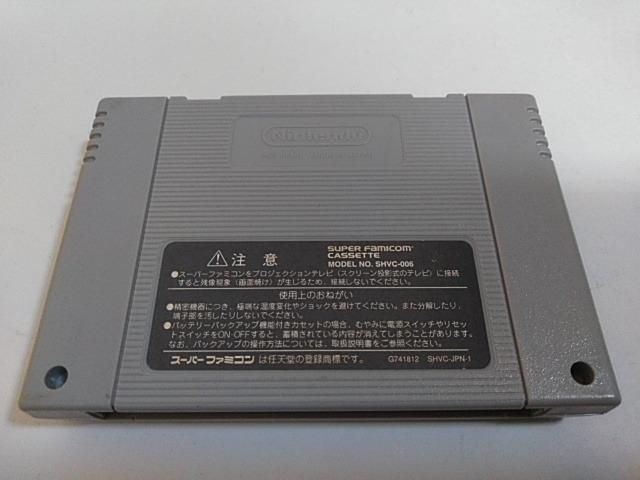 Nintendo
⚠注意
SUPER FAMICOM
CASSETTE
MODEL NO. SHVC-006
●スーパーファミコンをプロジェクションテレビ(スクリーン投影式のテレビ)に接続
すると残像現象(画面焼け)が生じるため、接続しないでください。
使用上のおねがい
●精密機器につき、極端な温度変化やショックを避けてください。また分解したり、
端子部を汚したりしないでください。
●バッテリーバックアップ機能付きカセットの場合、むやみに電源スイッチやリセッ
トスイッチをON·OFFすると、蓄積されている内容が消えてしまうことがあります。
なお、バックアップの操作方法については、取扱説明書をご参照ください。
スーパーファミコンは任天堂の登録商標です。 G741812 SHVC-JPN-1